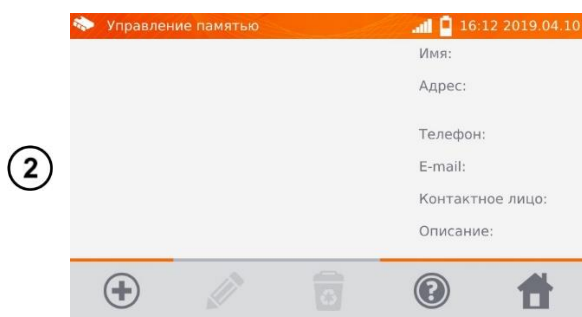 Управление памятью 16:12 2019.04.10
Имя:
Адрес:
Телефон:
2
E-mail:
Контактное лицо:
Описание: